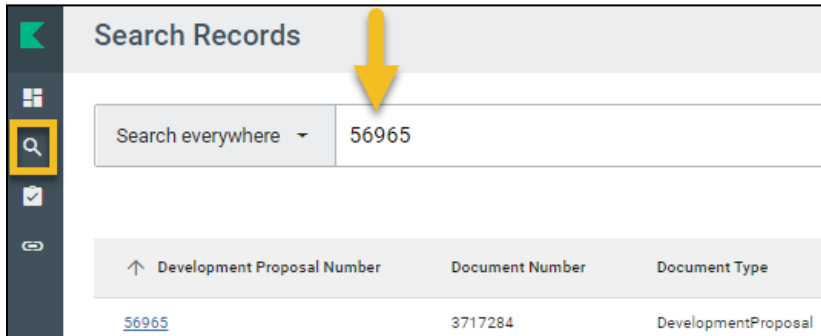 Search Records
Search everywhere 56965
Development Proposal Number Document Number Document Type
56965 3717284 DevelopmentProposal